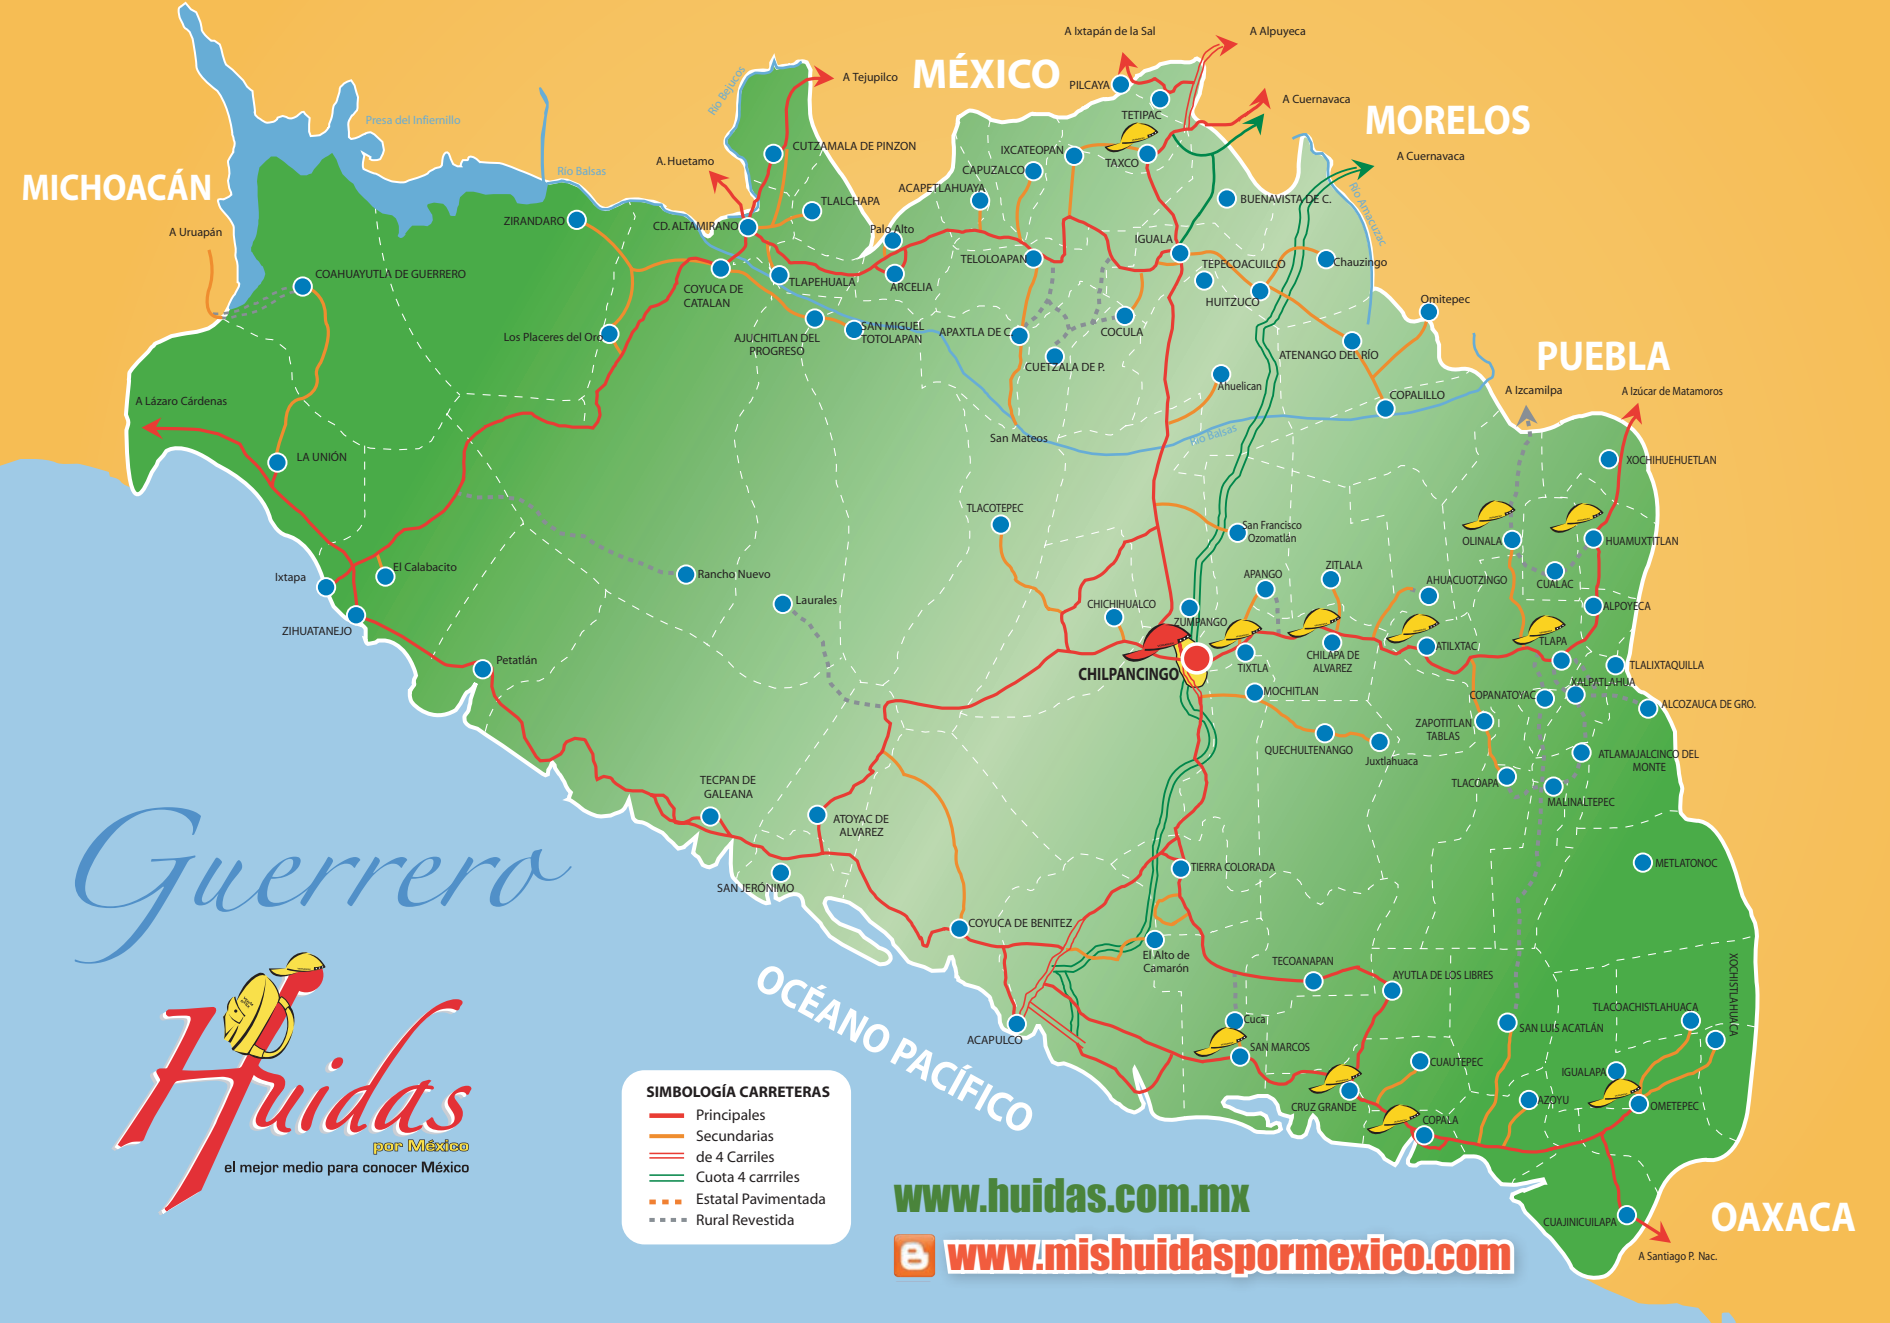 A Ixtapán de la Sal
A Alpuyeca
MÉXICO
A Tejupilco
Río Bejucos
PILCAYA
A Cuernavaca
TETIPAC
MORELOS
Presa del Infiernillo
CUTZAMALA DE PINZON
IXCATEOPAN
TAXCO
A Cuernavaca
A. Huetamo
Río Balsas
CAPUZALCO
MICHOACÁN
ACAPETLAHUAYA
TLALCHAPA
BUENAVISTA DE C.
Río Amacuzac
ZIRANDARO
CD. ALTAMIRANO
Palo Alto
A Uruapán
IGUALA
TELOLOAPAN
TEPECOACUILCO
Chauzingo
COAHUAYUTLA DE GUERRERO
TLAPEHUALA
ARCELIA
COYUCA DE
CATALAN
HUITZUCO
Omitepec
Los Placeres del Oro
AJUCHITLAN DEL
PROGRESO
SAN MIGUEL
TOTOLAPAN
APAXTLA DE C.
COCULA
ATENANGO DEL RÍO
PUEBLA
CUETZALA DE P.
Ahuelican
COPALILLO
A Izcamilpa
A Izúcar de Matamoros
A Lázaro Cárdenas
San Mateos
Río Balsas
LA UNIÓN
XOCHIHUEHUETLAN
TLACOTEPEC
San Francisco
Ozomatlàn
OLINALA
HUAMUXTITLAN
Ixtapa
El Calabacito
Rancho Nuevo
APANGO
ZITLALA
AHUACUOTZINGO
CUALAC
Laurales
CHICHIHUALCO
ALPOYECA
ZUMPANGO
ZIHUATANEJO
TLAPA
CHILPANCINGO
TIXTLA
CHILAPA DE
ALVAREZ
ATILXTAC
Petatlán
TLALIXTAQUILLA
XALPATLAHUA
MOCHITLAN
COPANATOYAC
ALCOZAUCA DE GRO.
ZAPOTITLAN
TABLAS
QUECHULTENANGO
Juxtlahuaca
ATLAMAJALCINCO DEL
MONTE
TLACOAPA
MALINALTEPEC
TECPAN DE
GALEANA
ATOYAC DE
ALVAREZ
Guerrero
TIERRA COLORADA
METLATONOC
SAN JERÓNIMO
COYUCA DE BENITEZ
El Alto de
Camarón
TECOANAPAN
AYUTLA DE LOS LIBRES
XOCHISTLAHUACA
TLACOACHISTLAHUACA
OCÉANO PACÍFICO
ACAPULCO
Cuca
SAN LUIS ACATLÁN
SAN MARCOS
CUAUTEPEC
IGUALAPA
CRUZ GRANDE
AZOYU
OMETEPEC
COPALA
Huidas
por México
el mejor medio para conocer México
SIMBOLOGÍA CARRETERAS
Principales
Secundarias
de 4 Carriles
Cuota 4 carrriles
Estatal Pavimentada
Rural Revestida
www.huidas.com.mx
www.mishuidaspormexico.com
CUAJINICUILAPA
OAXACA
A Santiago P. Nac.